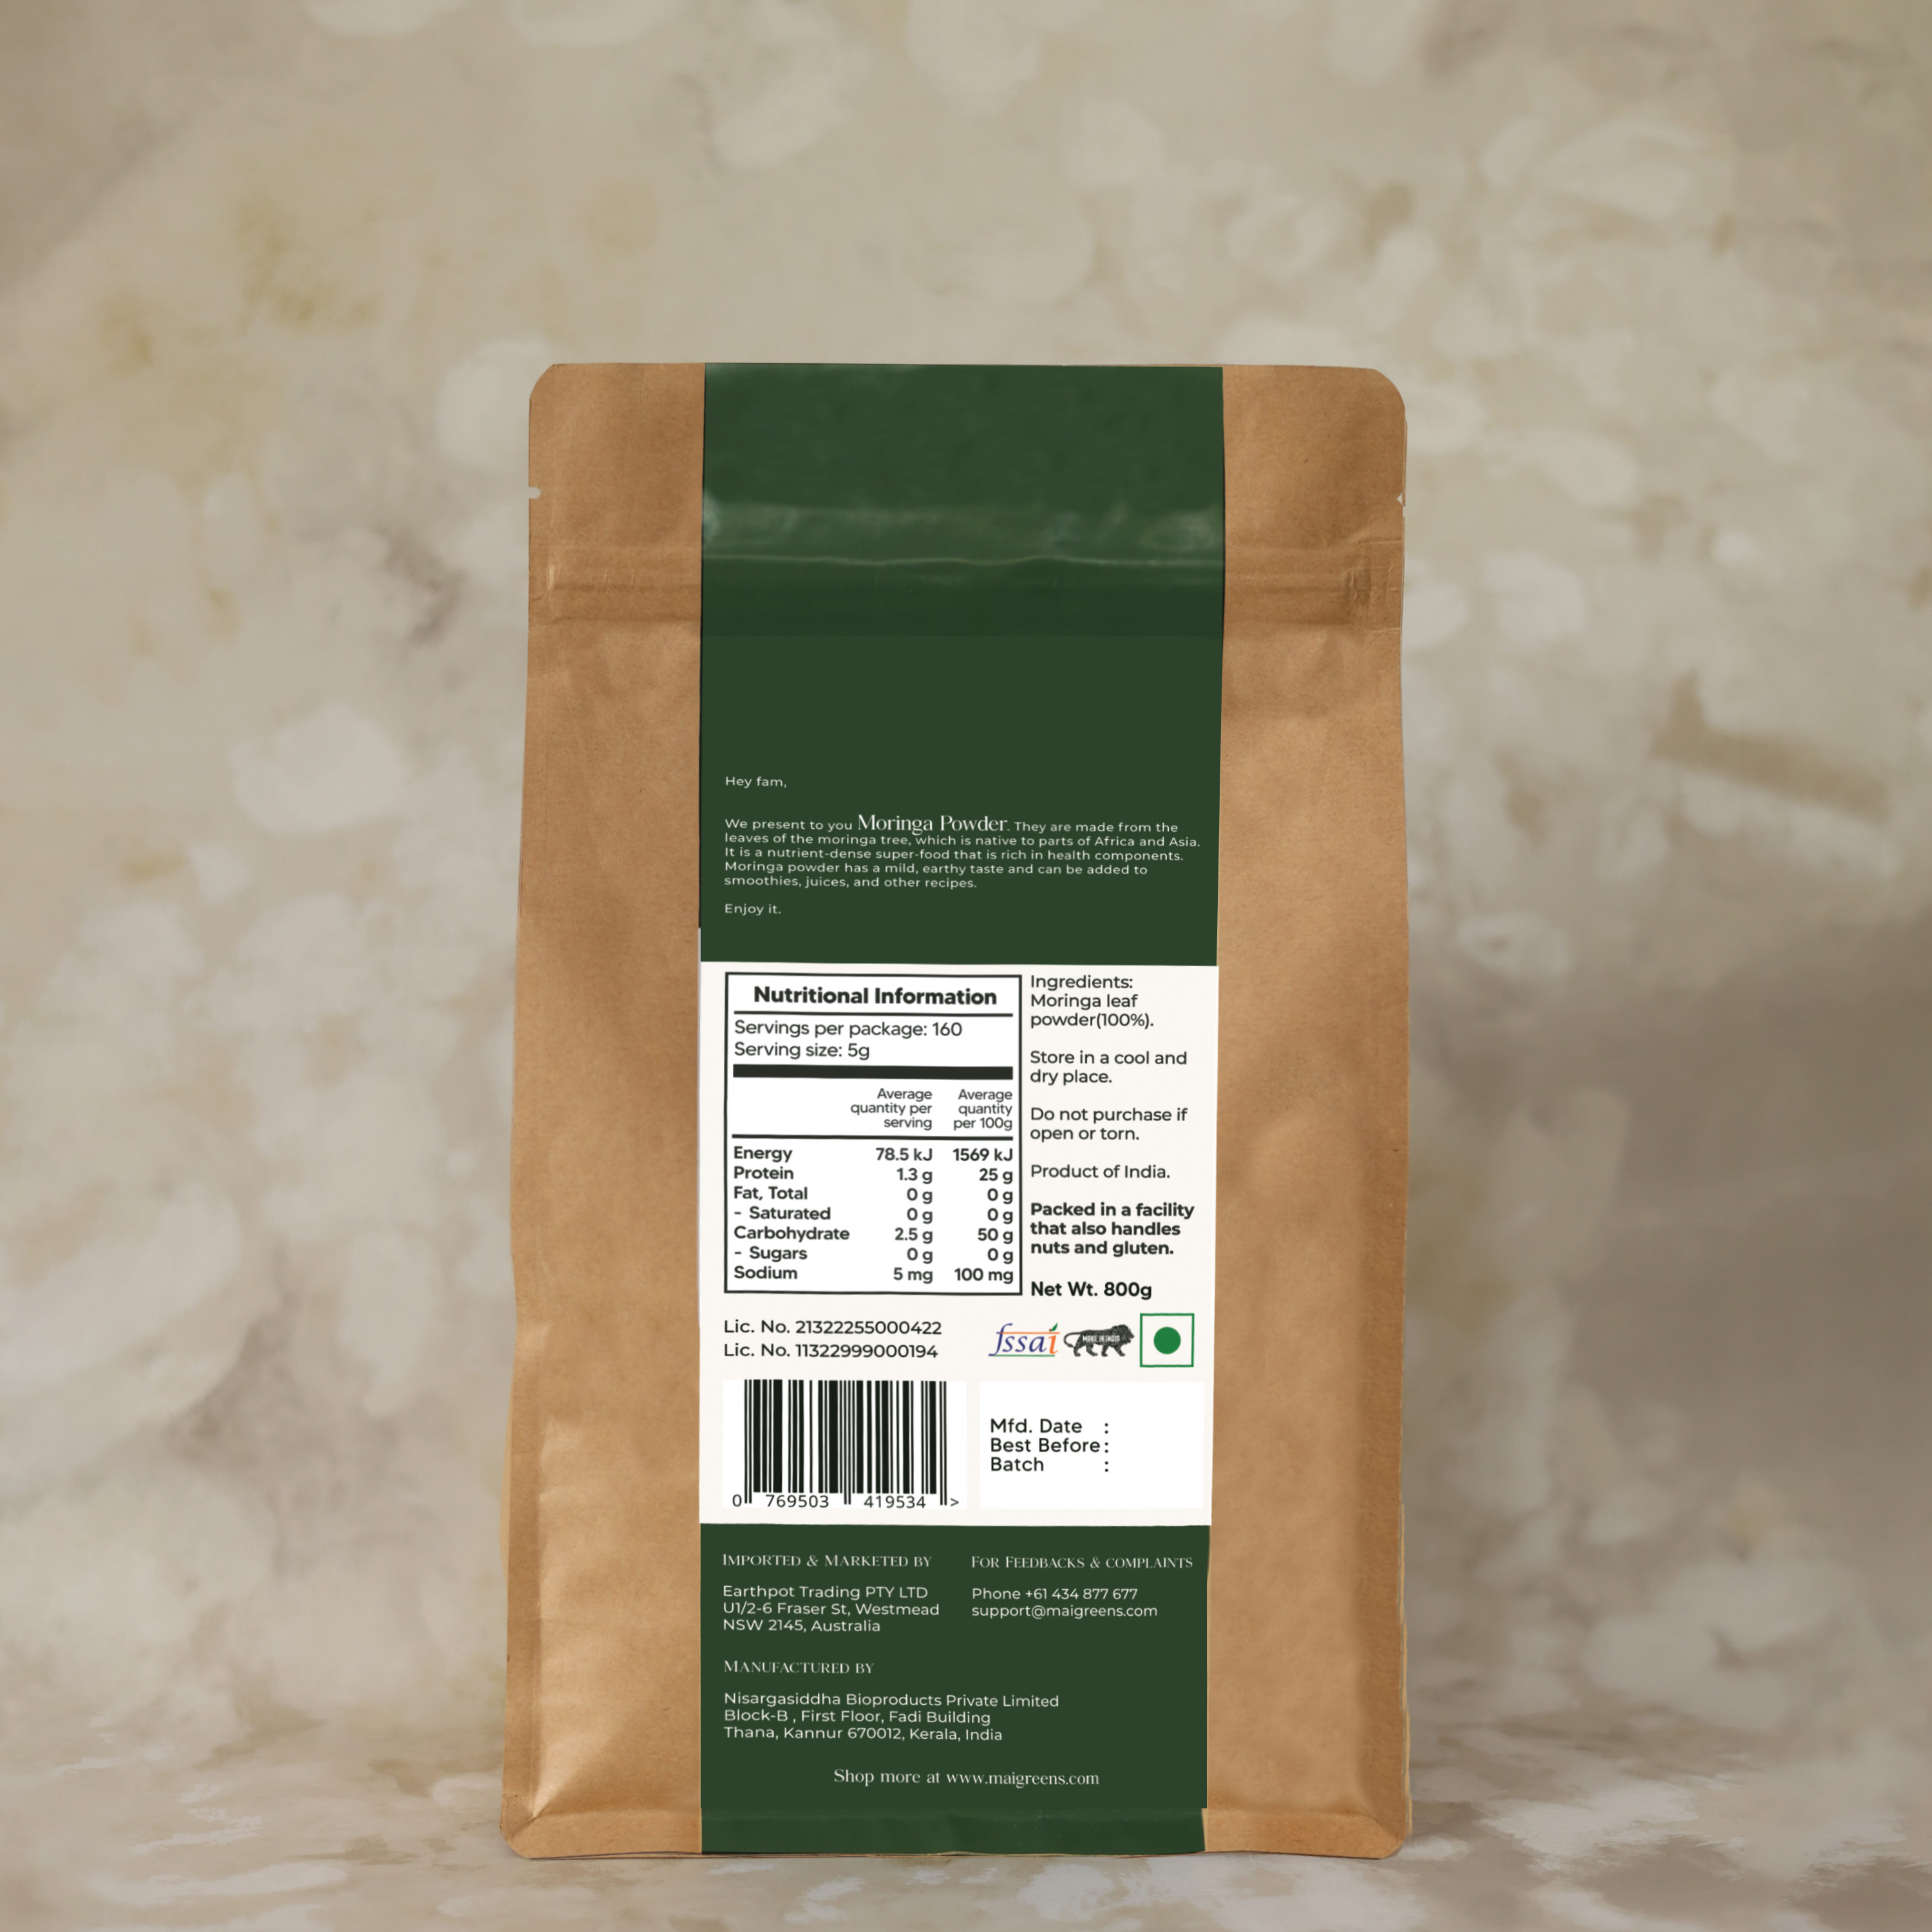 Hey fam,
We present to you Moringa Powder. They are made from the
leaves of the moringa tree, which is native to parts of Africa and Asia.
It is a nutrient-dense super-food that is rich in health components.
Moringa powder has a mild, earthy taste and can be added to
smoothies, juices, and other recipes.
Enjoy it.
Nutritional Information
Servings per package: 160
Serving size: 5g
Average quantity per serving
Average quantity per 100g
Energy 78.5 kJ 1569 kJ
Protein 1.3 g 25 g
Fat, Total 0 g 0 g
- Saturated 0 g 0 g
Carbohydrate 2.5 g 50 g
- Sugars 0 g 0 g
Sodium 5 mg 100 mg
Ingredients:
Moringa leaf
powder(100%).
Store in a cool and
dry place.
Do not purchase if
open or torn.
Product of India.
Packed in a facility
that also handles
nuts and gluten.
Net Wt. 800g
Lic. No. 21322255000422
Lic. No. 11322999000194
fssai
MAKE IN INDIA
0 769503 419534 >
Mfd. Date :
Best Before :
Batch :
IMPORTED & MARKETED BY
Earthpot Trading PTY LTD
U1/2-6 Fraser St, Westmead
NSW 2145, Australia
FOR FEEDBACKS & COMPLAINTS
Phone +61 434 877 677
support@maigreens.com
MANUFACTURED BY
Nisargasiddha Bioproducts Private Limited
Block-B , First Floor, Fadi Building
Thana, Kannur 670012, Kerala, India
Shop more at www.maigreens.com